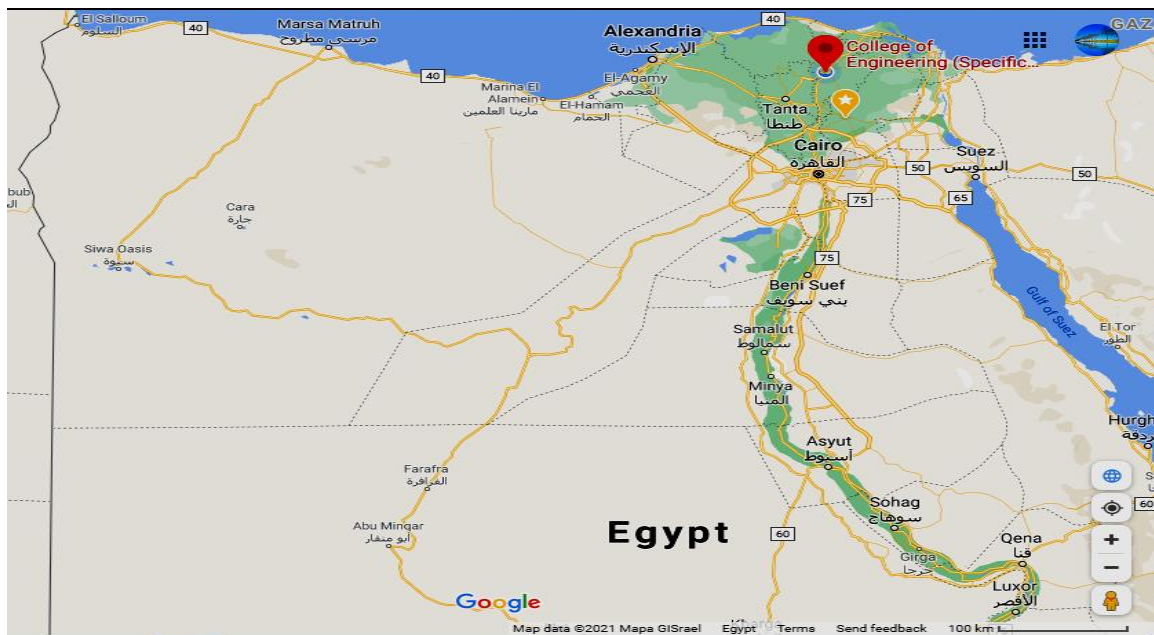 El Salloum
السلوم
Marsa Matruh
مرسى مطروح
40
Alexandria
الإسكندرية
40
GAZ
College of
Engineering (Specific...
40
El-Agamy
العجمي
Marina El
Alamein
مارينا العلمين
El-Hamam
الحمام
Tanta
طنطا
Cairo
القاهرة
Suez
السويس
50
50
75
65
bub
Cara
جارة
Siwa Oasis
سيوة
75
Beni Suef
بني سويف
Gulf of Suez
Samalut
سمالوط
El Tor
الطور
Minya
المنيا
Hurgh
Asyut
أسيوط
Farafra
الفرافرة
Sohag
سوهاج
60
Abu Minqar
أبو منقار
Egypt
60
Girga
جرجا
Qena
قنا
Luxor
الأقصر
Google
Map data ©2021 Mapa GISrael Egypt Terms Send feedback 100 km